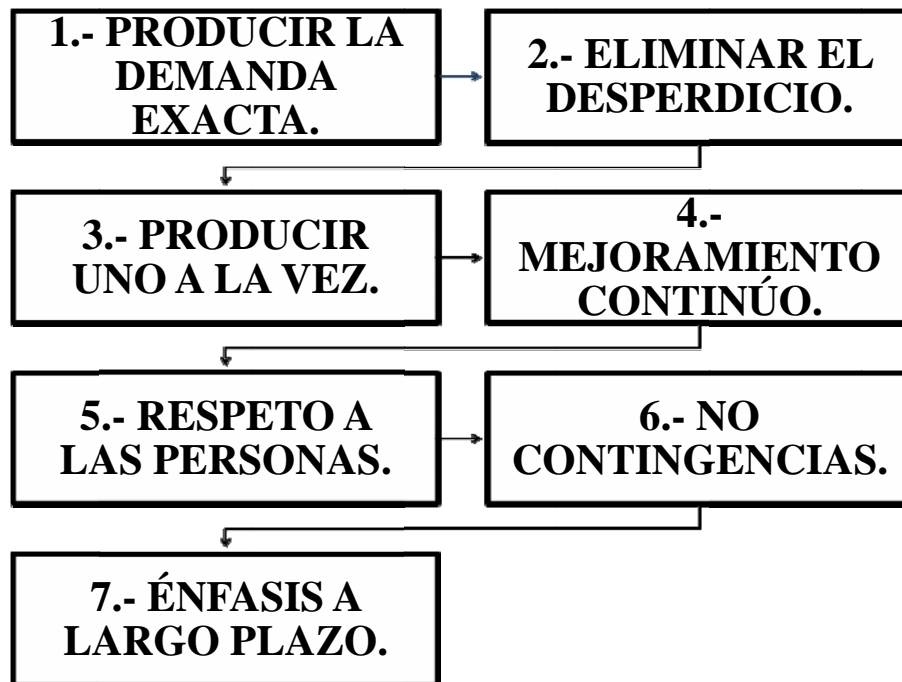 1.- PRODUCIR LA
DEMANDA
EXACTA.
2.- ELIMINAR EL
DESPERDICIO.
3.- PRODUCIR
UNO A LA VEZ.
4.-
MEJORAMIENTO
CONTINÚO.
5.- RESPETO A
LAS PERSONAS.
6.- NO
CONTINGENCIAS.
7.- ÉNFASIS A
LARGO PLAZO.